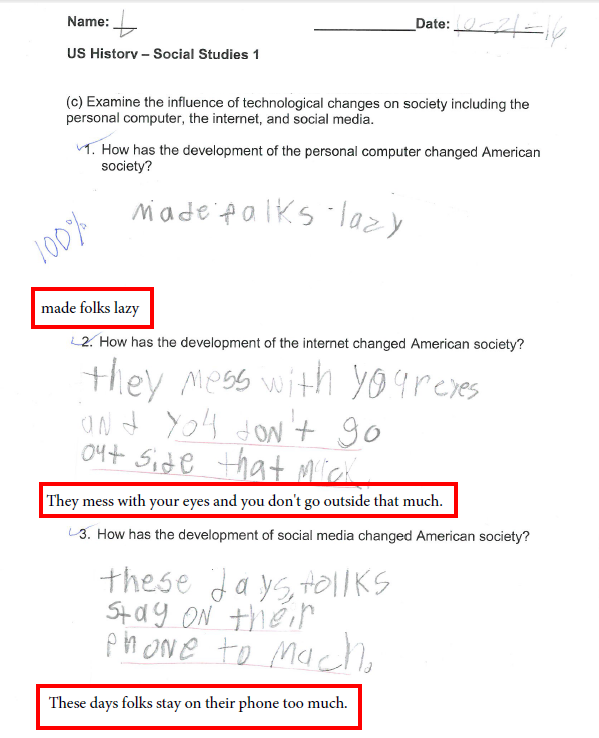 Name: Date: 10-21-16
US History – Social Studies 1
(c) Examine the influence of technological changes on society including the
personal computer, the internet, and social media.
1. How has the development of the personal computer changed American
society?
Made falks lazy
100%
made folks lazy
2. How has the development of the internet changed American society?
they mess with your eyes
and you don't go
out side that
They mess with your eyes and you don't go outside that much.
3. How has the development of social media changed American society?
these days, follks
stay on their
phone to much.
These days folks stay on their phone too much.